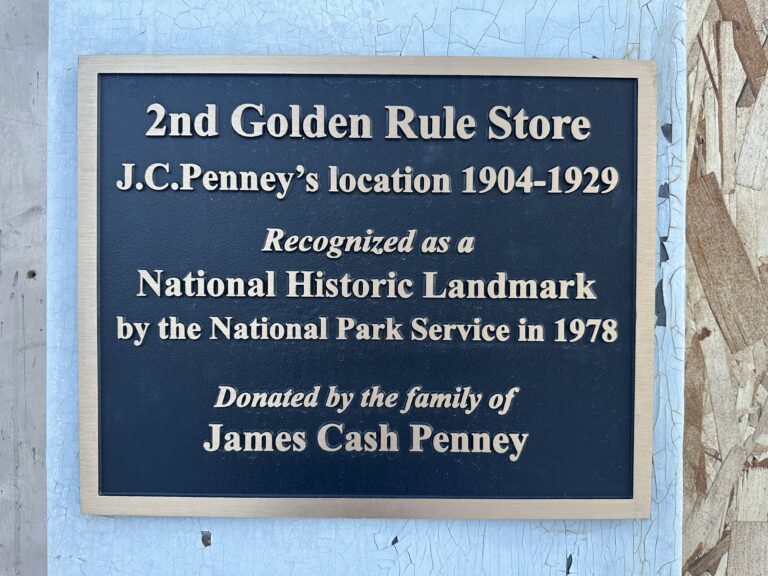 2nd Golden Rule Store
J.C.Penney’s location 1904-1929
Recognized as a
National Historic Landmark
by the National Park Service in 1978
Donated by the family of
James Cash Penney